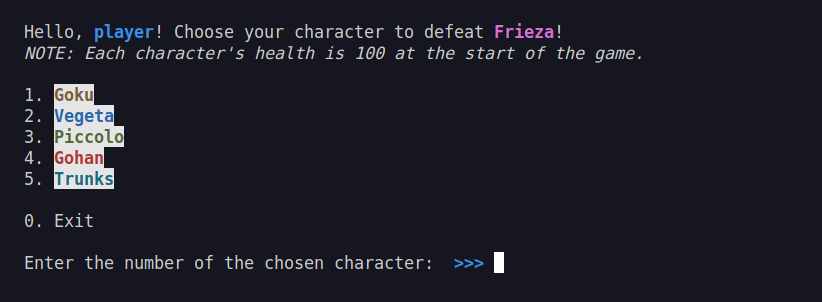 Hello, player! Choose your character to defeat Frieza!
NOTE: Each character's health is 100 at the start of the game.
1. Goku
2. Vegeta
3. Piccolo
4. Gohan
5. Trunks
0. Exit
Enter the number of the chosen character: >>>